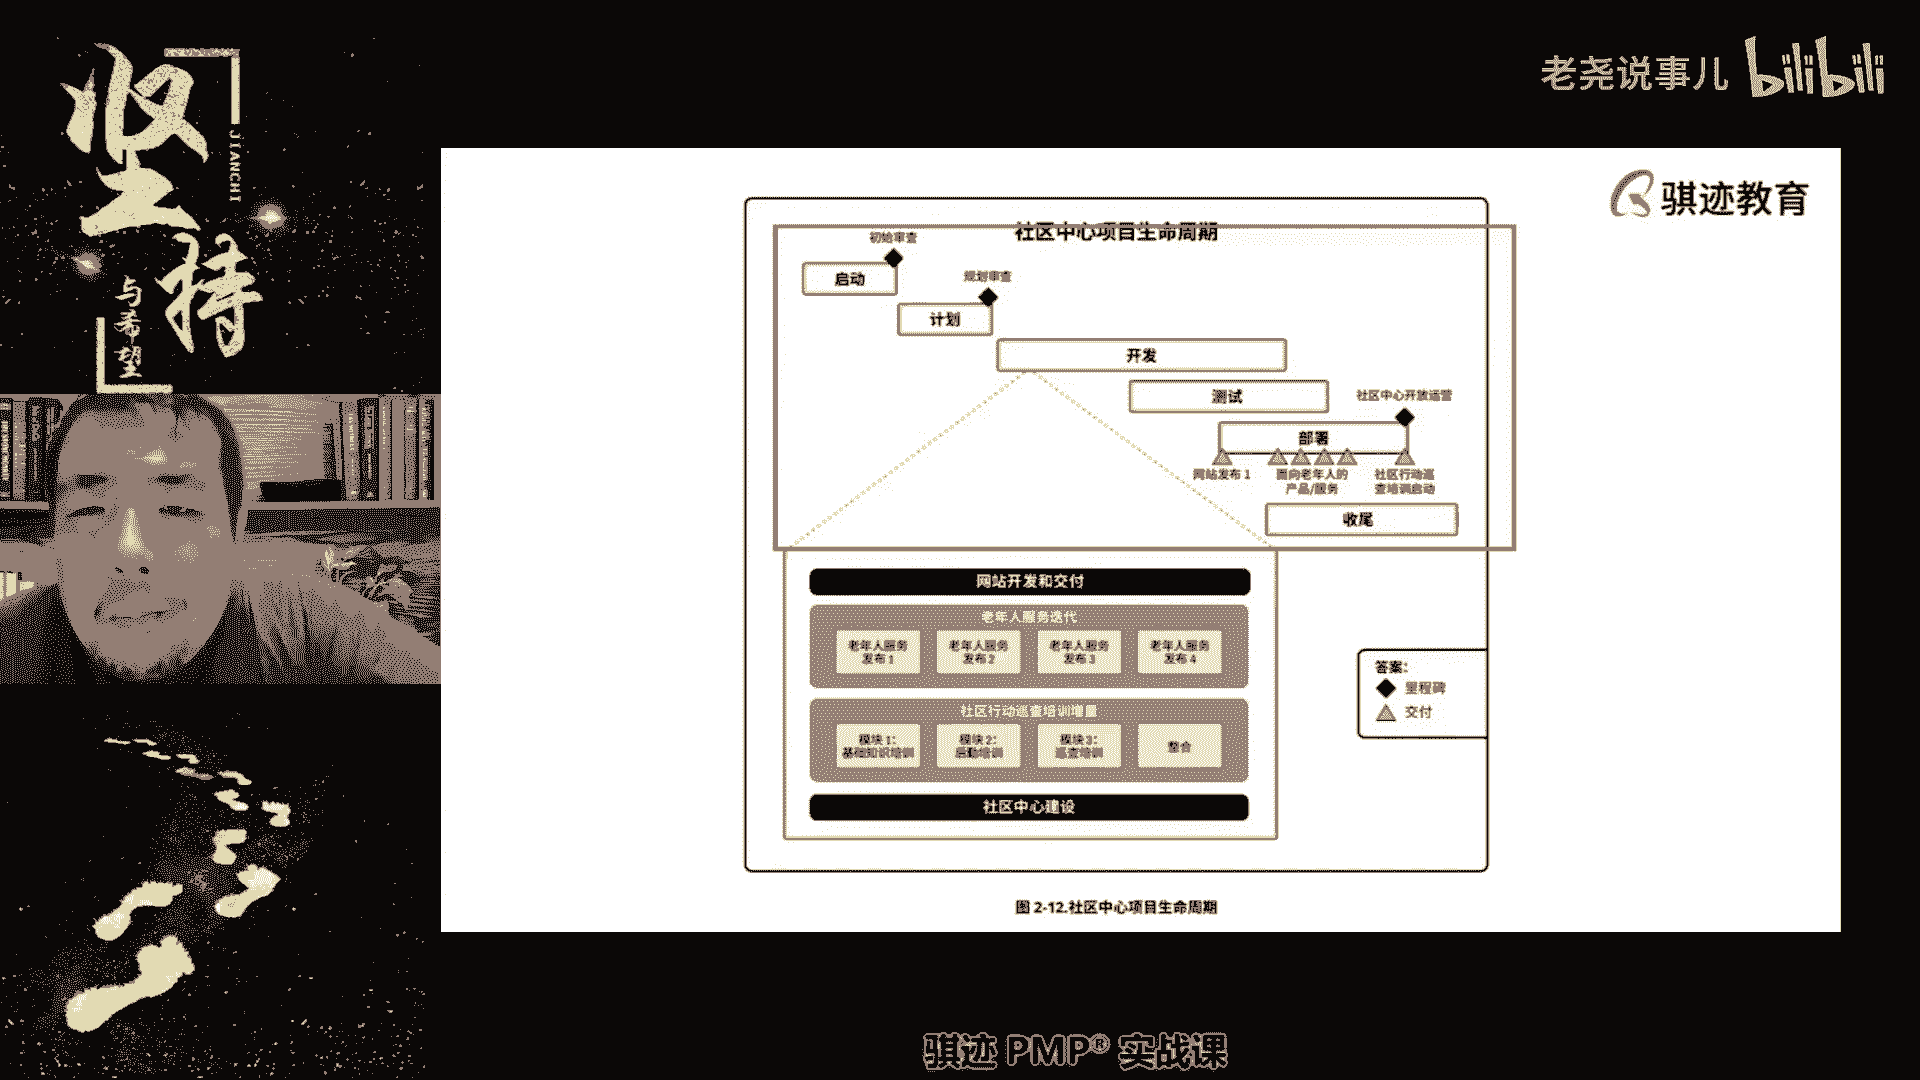 坚持
JIANCHI
与希望
老尧说事儿 bilibili
骐迹教育
社区中心项目生命周期
初始审查
启动
规划审查
计划
开发
测试
社区中心开放运营
部署
网站发布 1
面向老年人的
产品/服务
社区行动巡
查培训启动
收尾
网站开发和交付
老年人服务迭代
老年人服务
发布 1
老年人服务
发布 2
老年人服务
发布 3
老年人服务
发布 4
社区行动巡查培训增量
模块 1：
基础知识培训
模块 2：
后勤培训
模块 3：
巡查培训
整合
社区中心建设
答案：
里程碑
交付
图 2-12.社区中心项目生命周期
骐迹 PMP® 实战课